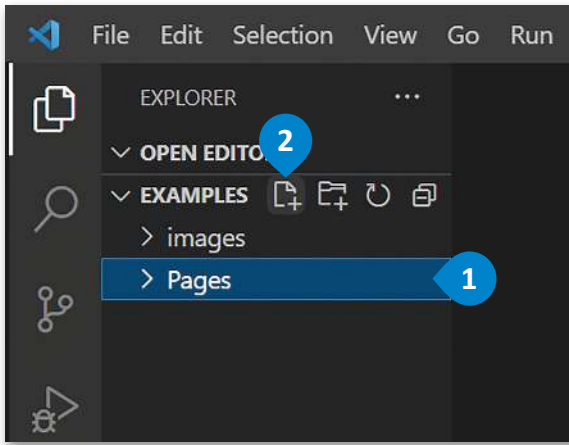 File Edit Selection View Go Run
EXPLORER ...
2
OPEN EDITO
EXAMPLES
images
Pages
1